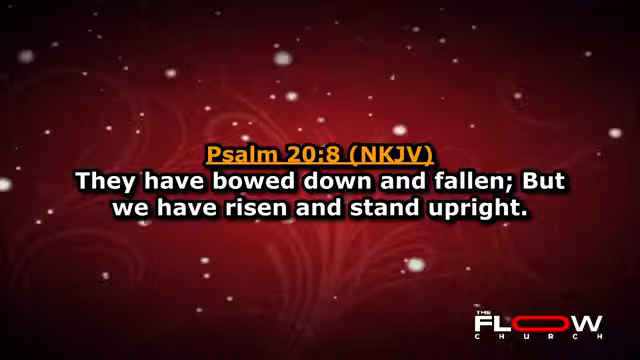 Psalm 20:8 (NKJV)
They have bowed down and fallen; But
we have risen and stand upright.
THE
FLOW
CHURCH